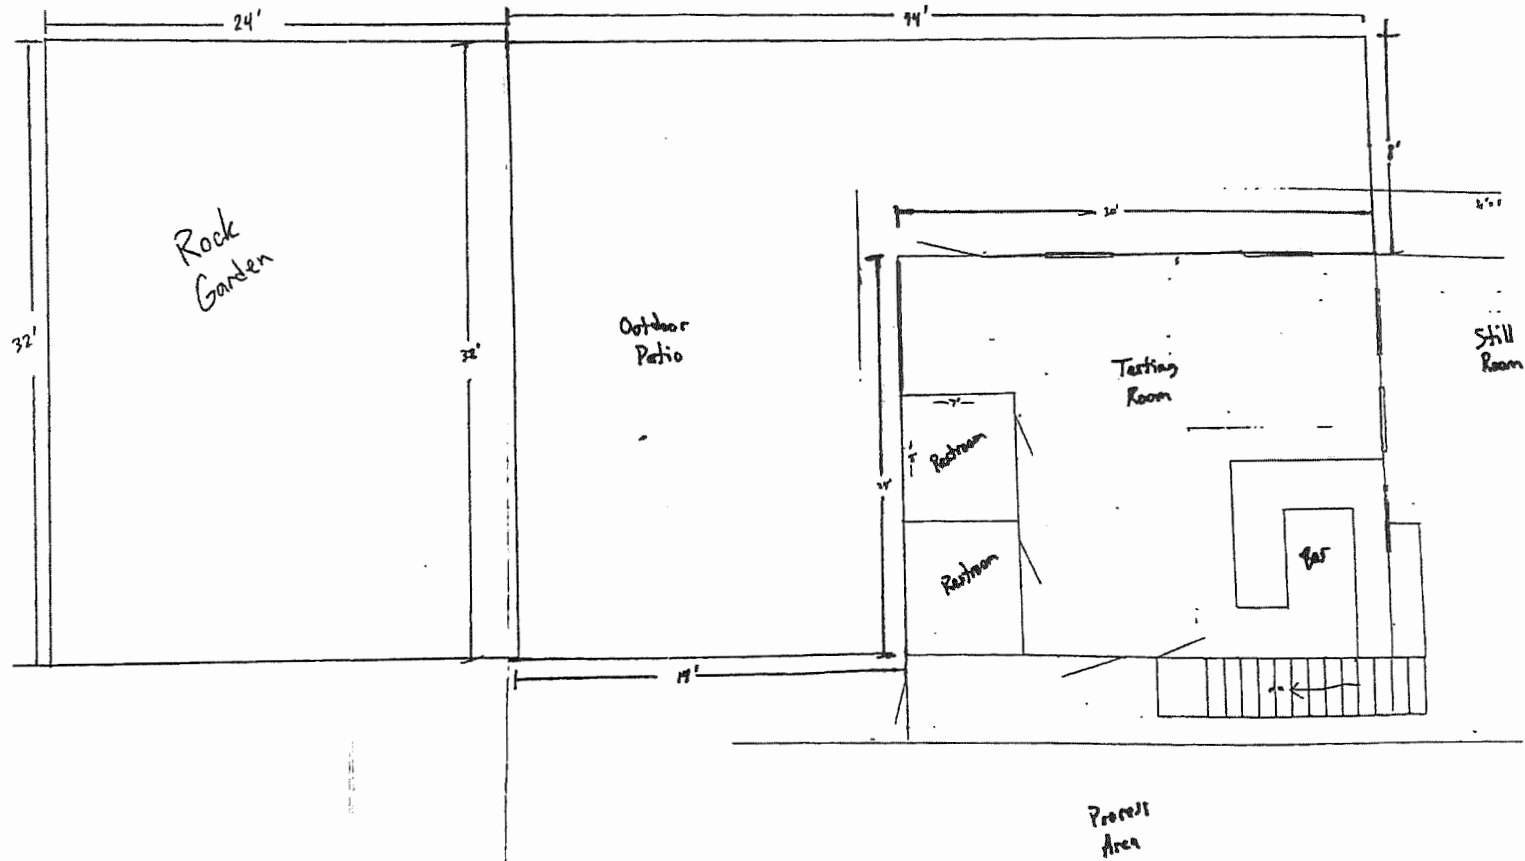 24'
32'
Rock
Garden
32'
Outdoor
Patio
8'
20'
Tasting
Room
Still
Room
7'
Restroom
Restroom
Bar
19'
Process
Area